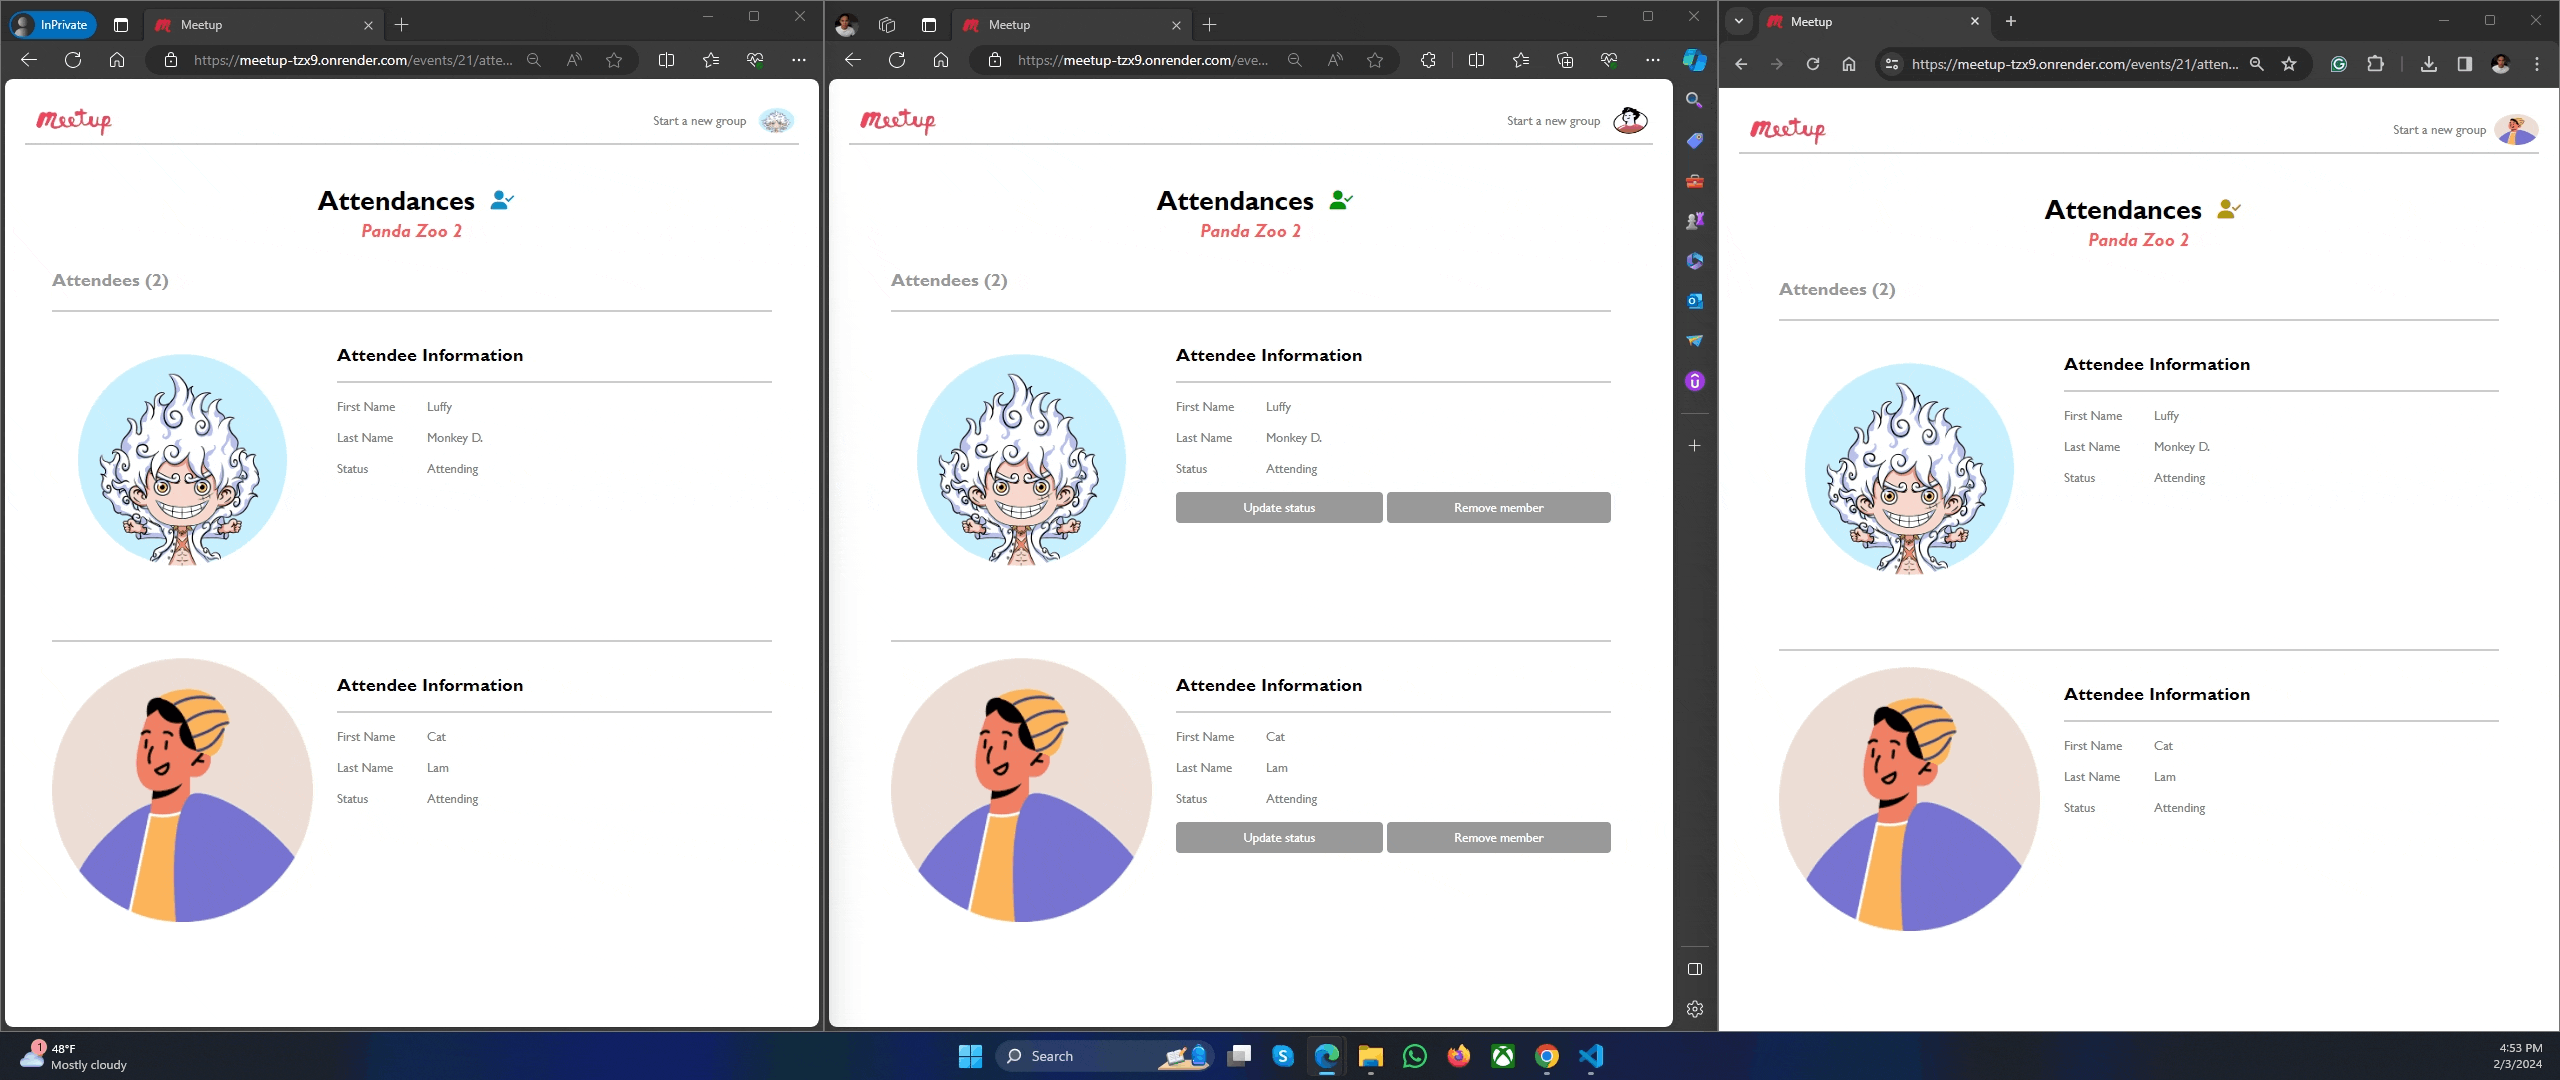 InPrivate
Meetup
https://meetup-tzx9.onrender.com/events/21/atte...
meetup
Start a new group
Attendances
Panda Zoo 2
Attendees (2)
Attendee Information
First Name Luffy
Last Name Monkey D.
Status Attending
Attendee Information
First Name Cat
Last Name Lam
Status Attending
Meetup
https://meetup-tzx9.onrender.com/eve...
meetup
Start a new group
Attendances
Panda Zoo 2
Attendees (2)
Attendee Information
First Name Luffy
Last Name Monkey D.
Status Attending
Update status Remove member
Attendee Information
First Name Cat
Last Name Lam
Status Attending
Update status Remove member
Meetup
https://meetup-tzx9.onrender.com/events/21/atten...
meetup
Start a new group
Attendances
Panda Zoo 2
Attendees (2)
Attendee Information
First Name Luffy
Last Name Monkey D.
Status Attending
Attendee Information
First Name Cat
Last Name Lam
Status Attending
1
48°F
Mostly cloudy
Search
4:53 PM
2/3/2024